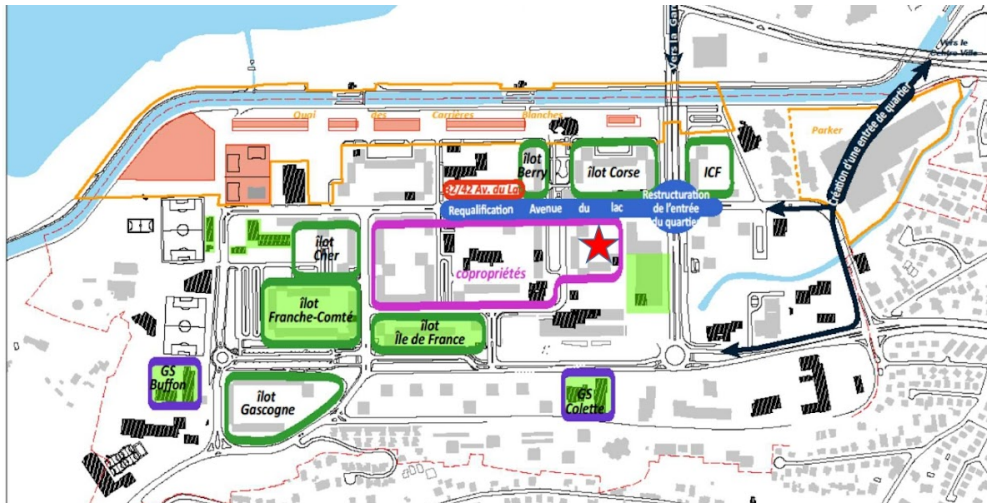 Vers la Gare
Vers le
Centre Ville
Quai des Carrières Blanches
Parker
Création d'une entrée de quartier
îlot
Berry
îlot Corse
ICF
32/42 Av. du La
Requalification Avenue du lac
Restructuration
de l'entrée
du quartier
îlot
Cher
copropriétés
îlot
Franche-Comté
îlot
Île de France
GS
Buffon
îlot
Gascogne
GS
Colette